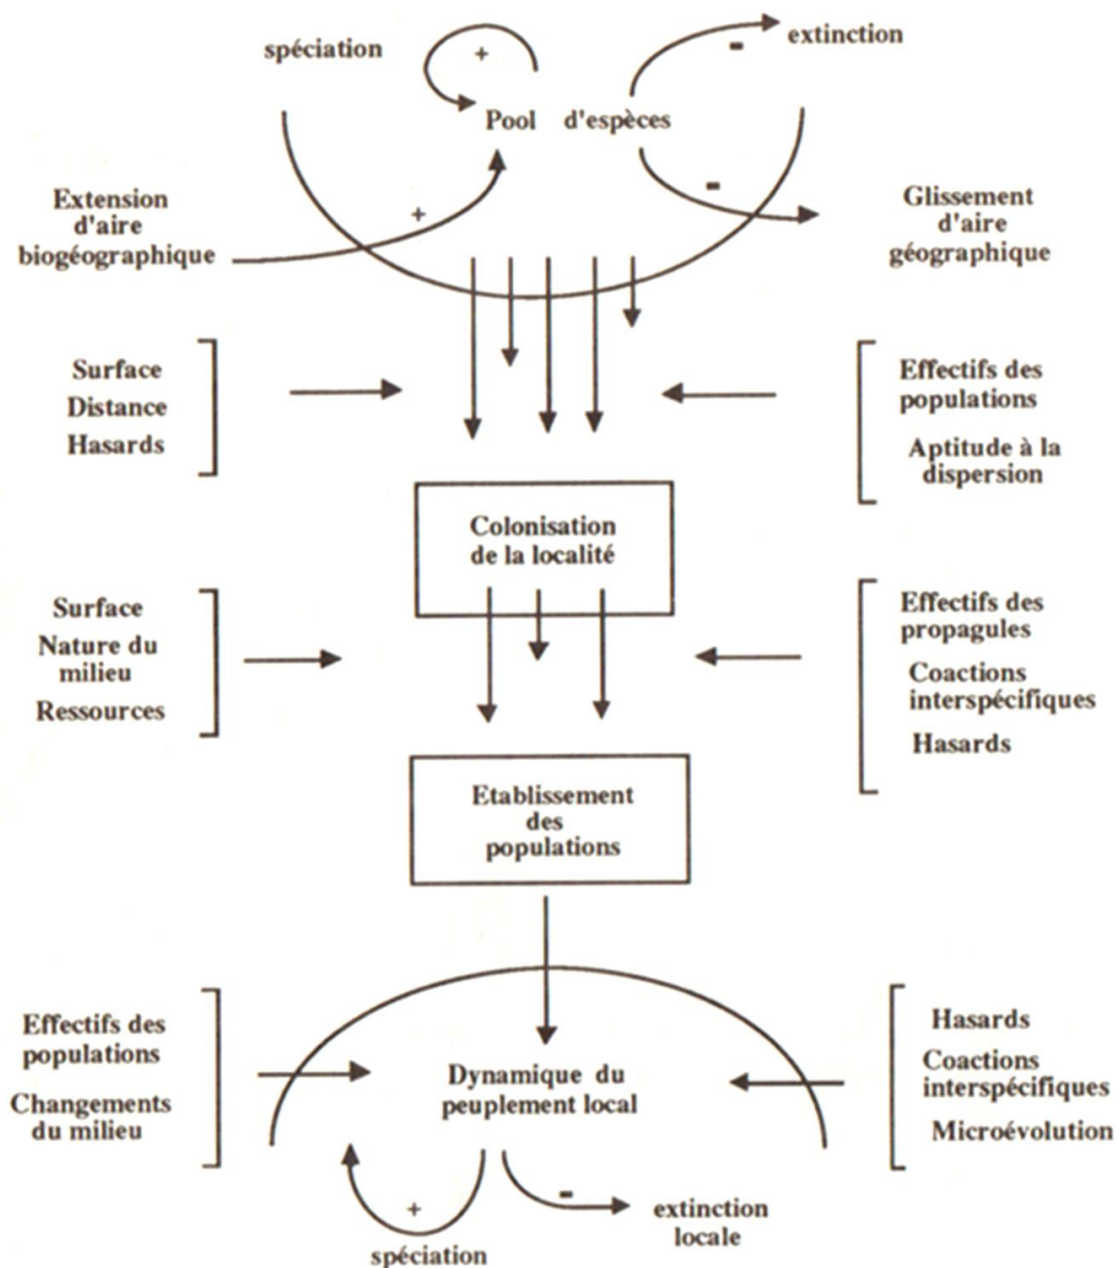 spéciation
+
-
extinction
Pool d'espèces
Extension
d'aire
biogéographique
+
-
Glissement
d'aire
géographique
Surface
Distance
Hasards
Effectifs des
populations
Aptitude à la
dispersion
Colonisation
de la localité
Surface
Nature du
milieu
Ressources
Effectifs des
propagules
Coactions
interspécifiques
Hasards
Etablissement
des
populations
Effectifs des
populations
Changements
du milieu
Dynamique du
peuplement local
Hasards
Coactions
interspécifiques
Microévolution
+
spéciation
-
extinction
locale